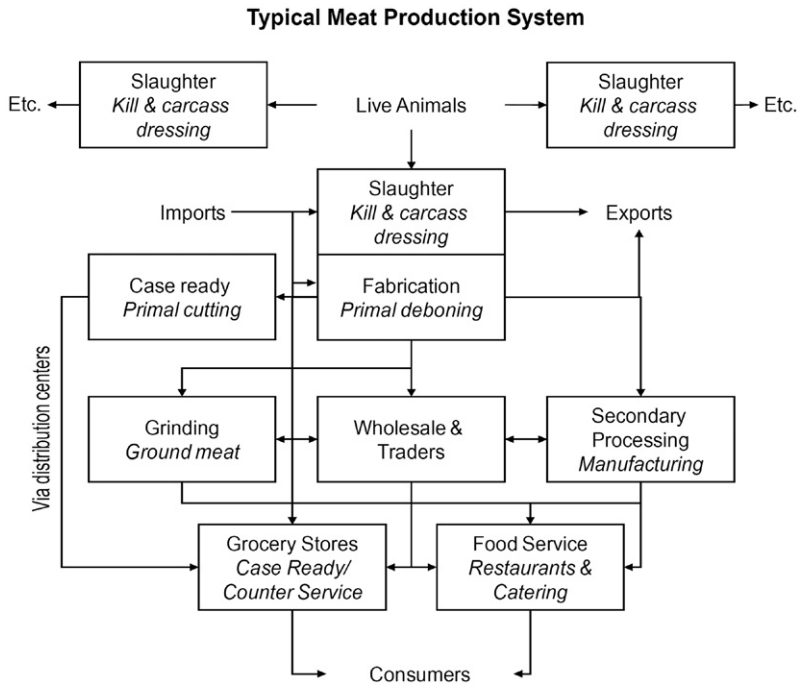 Typical Meat Production System
Etc.
Slaughter
Kill & carcass
dressing
Live Animals
Slaughter
Kill & carcass
dressing
Etc.
Imports
Slaughter
Kill & carcass
dressing
Exports
Case ready
Primal cutting
Fabrication
Primal deboning
Via distribution centers
Grinding
Ground meat
Wholesale &
Traders
Secondary
Processing
Manufacturing
Grocery Stores
Case Ready/
Counter Service
Food Service
Restaurants &
Catering
Consumers